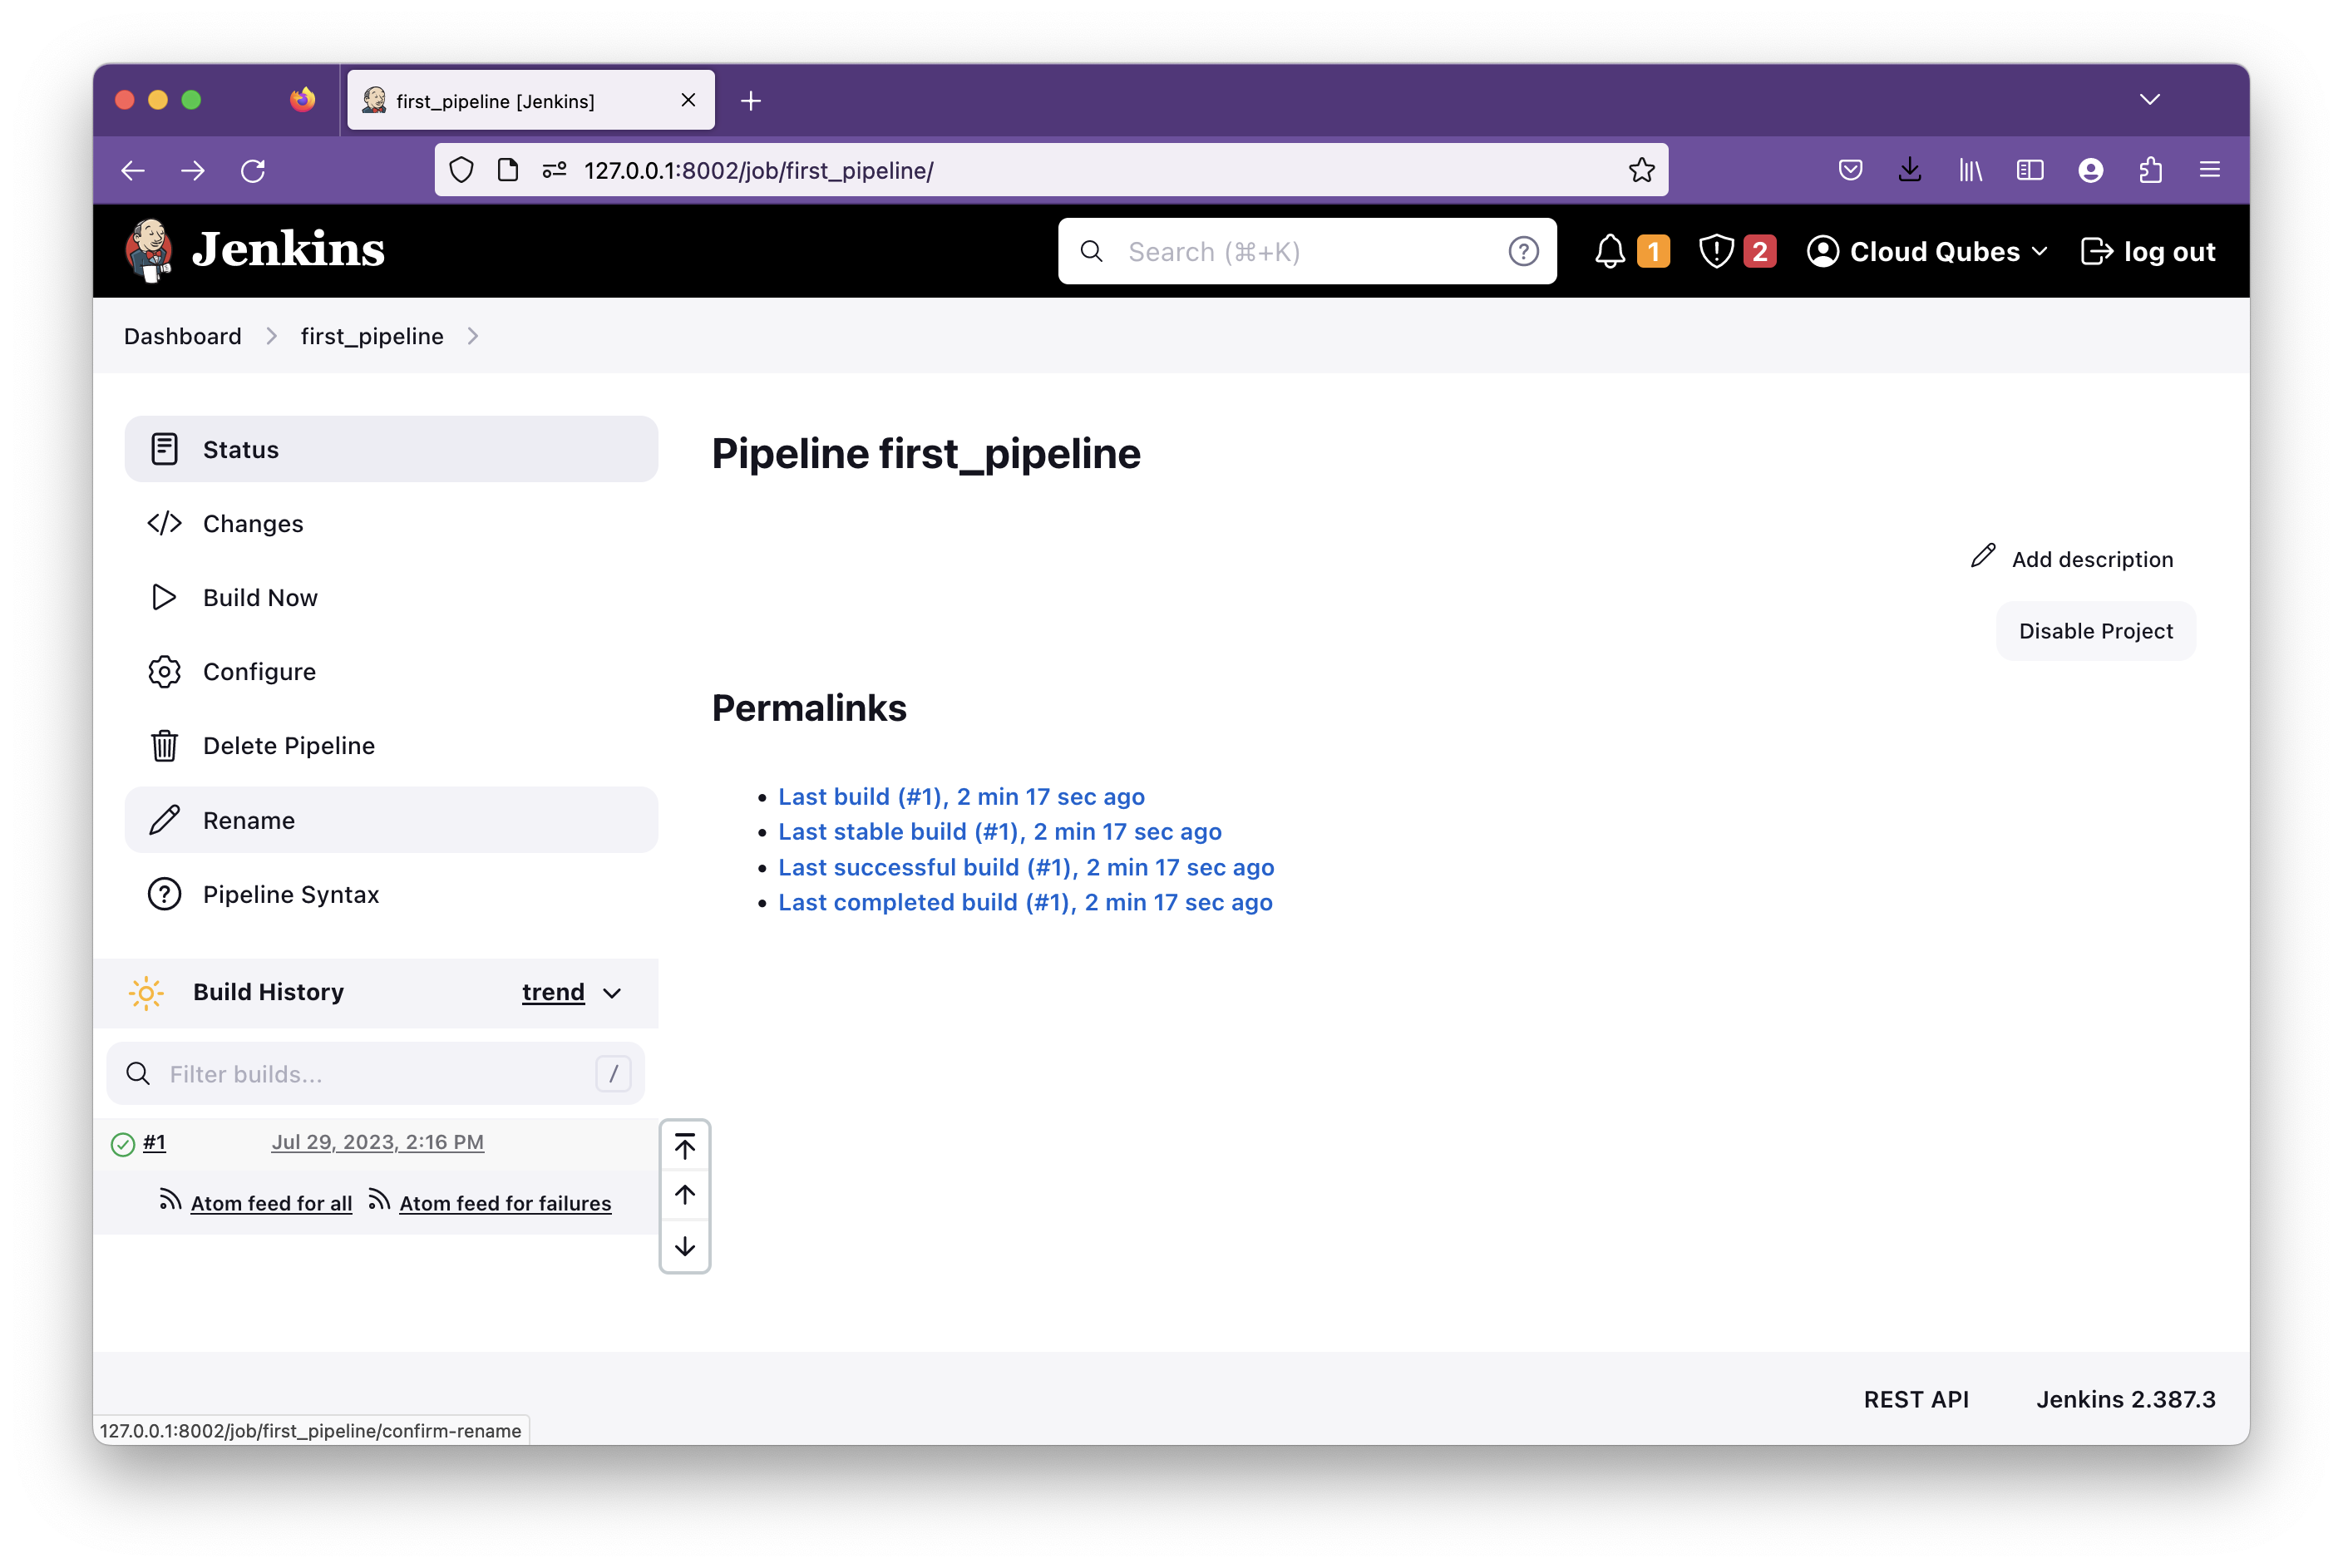 first_pipeline [Jenkins]
127.0.0.1:8002/job/first_pipeline/
Jenkins
Search (⌘+K)
1
2
Cloud Qubes
log out
Dashboard
first_pipeline
Status
Changes
Build Now
Configure
Delete Pipeline
Rename
Pipeline Syntax
Build History
trend
Filter builds...
/
#1
Jul 29, 2023, 2:16 PM
Atom feed for all
Atom feed for failures
Pipeline first_pipeline
Add description
Disable Project
Permalinks
Last build (#1), 2 min 17 sec ago
Last stable build (#1), 2 min 17 sec ago
Last successful build (#1), 2 min 17 sec ago
Last completed build (#1), 2 min 17 sec ago
REST API
Jenkins 2.387.3
127.0.0.1:8002/job/first_pipeline/confirm-rename